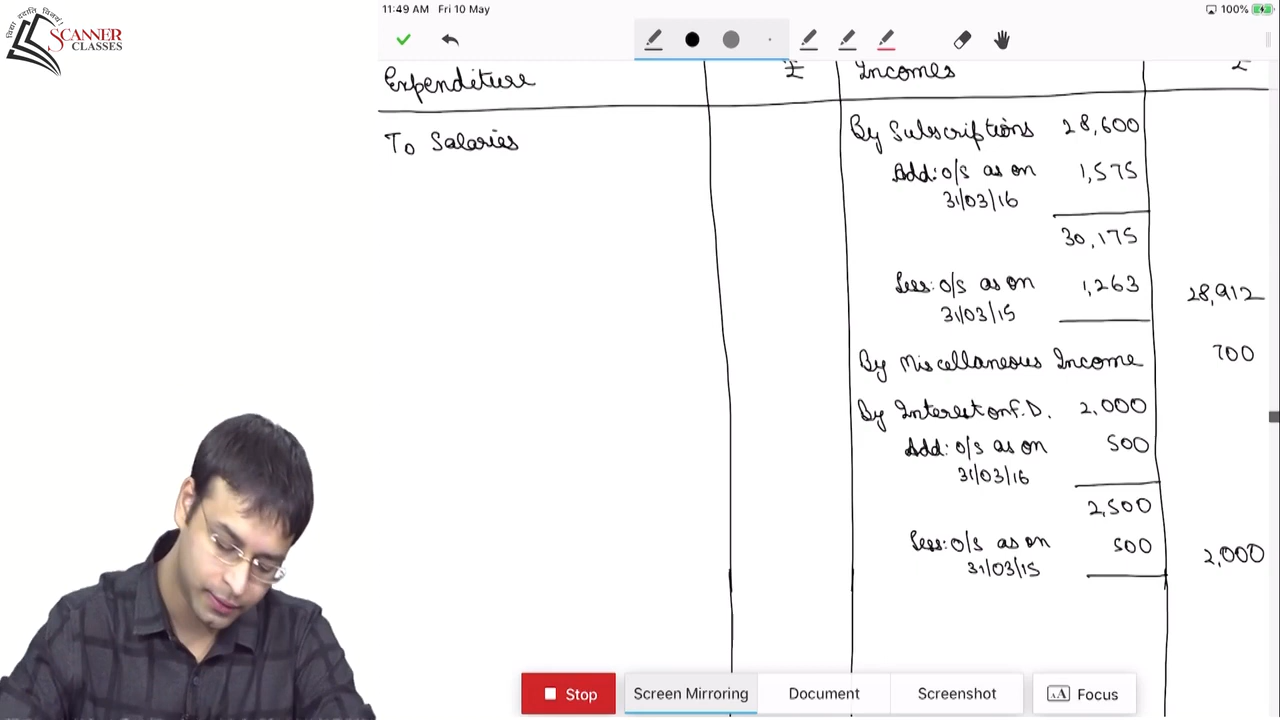 विद्या ददाति विनयं।
SCANNER
CLASSES
11:49 AM Fri 10 May
100%
Expenditure ₹ Incomes ₹
To Salaries
By Subscriptions 28,600
Add: o/s as on 1,575
31/03/16
30,175
Less: o/s as on 1,263 28,912
31/03/15
By Miscellaneous Income 700
By Interest on F.D. 2,000
Add: o/s as on 500
31/03/16
2,500
Less: o/s as on 500 2,000
31/03/15
Stop Screen Mirroring Document Screenshot AA Focus